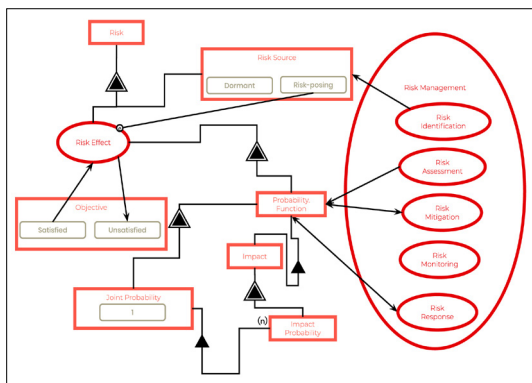 Risk
Risk Source
Dormant
Risk-posing
Risk Management
Risk
Identification
Risk Effect
Risk
Assessment
Objective
Satisfied
Unsatisfied
Probability
Function
Risk
Mitigation
Impact
Risk
Monitoring
Joint Probability
1
(n)
Impact
Probability
Risk
Response